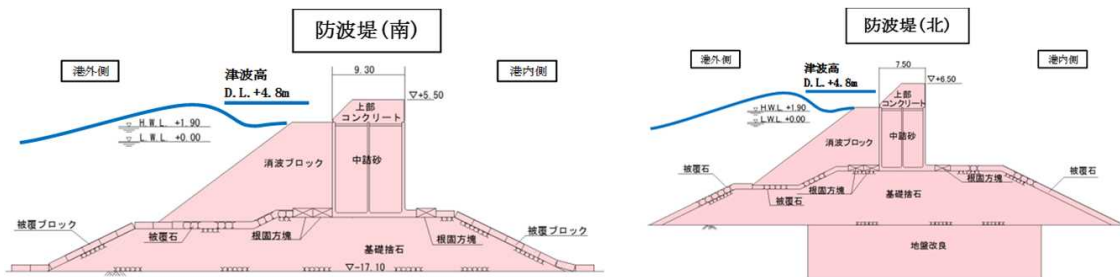 防波堤(南)
港外側
港内側
津波高
D.L.+4.8m
9.30
▽+5.50
H.W.L. +1.90
L.W.L. +0.00
上部
コンクリート
消波ブロック
中詰砂
被覆ブロック
被覆石
根固方塊
根固方塊
被覆ブロック
基礎捨石
▽-17.10
防波堤(北)
港外側
港内側
津波高
D.L.+4.8m
7.50
▽+6.50
H.W.L. +1.90
L.W.L. +0.00
上部
コンクリート
消波ブロック
中詰砂
被覆石
被覆石
根固方塊
根固方塊
被覆石
基礎捨石
地盤改良